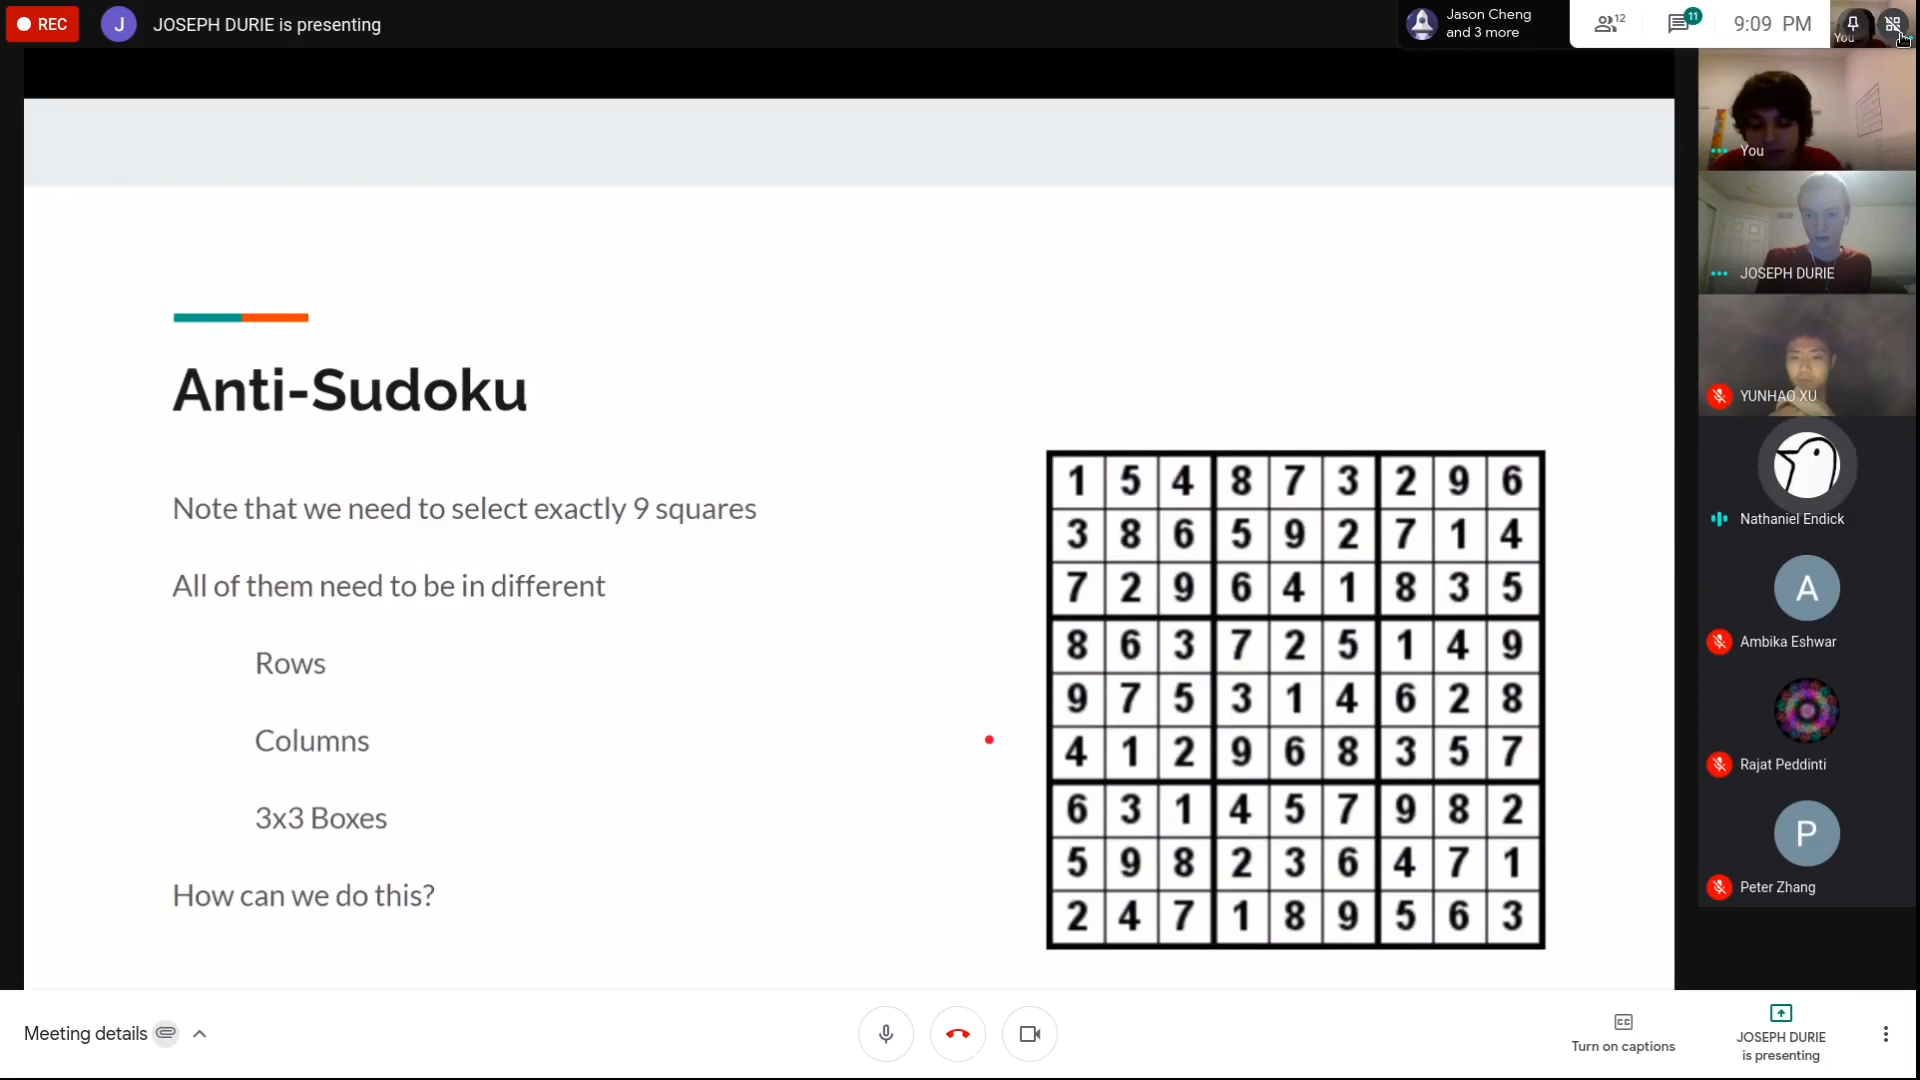 REC
J
JOSEPH DURIE is presenting
Jason Cheng
and 3 more
12
11
9:09 PM
You
You
JOSEPH DURIE
YUNHAO XU
Nathaniel Endick
A
Ambika Eshwar
Rajat Peddinti
P
Peter Zhang
Anti-Sudoku
Note that we need to select exactly 9 squares
All of them need to be in different
Rows
Columns
3x3 Boxes
How can we do this?
1 5 4 8 7 3 2 9 6
3 8 6 5 9 2 7 1 4
7 2 9 6 4 1 8 3 5
8 6 3 7 2 5 1 4 9
9 7 5 3 1 4 6 2 8
4 1 2 9 6 8 3 5 7
6 3 1 4 5 7 9 8 2
5 9 8 2 3 6 4 7 1
2 4 7 1 8 9 5 6 3
Meeting details
CC
Turn on captions
JOSEPH DURIE
is presenting